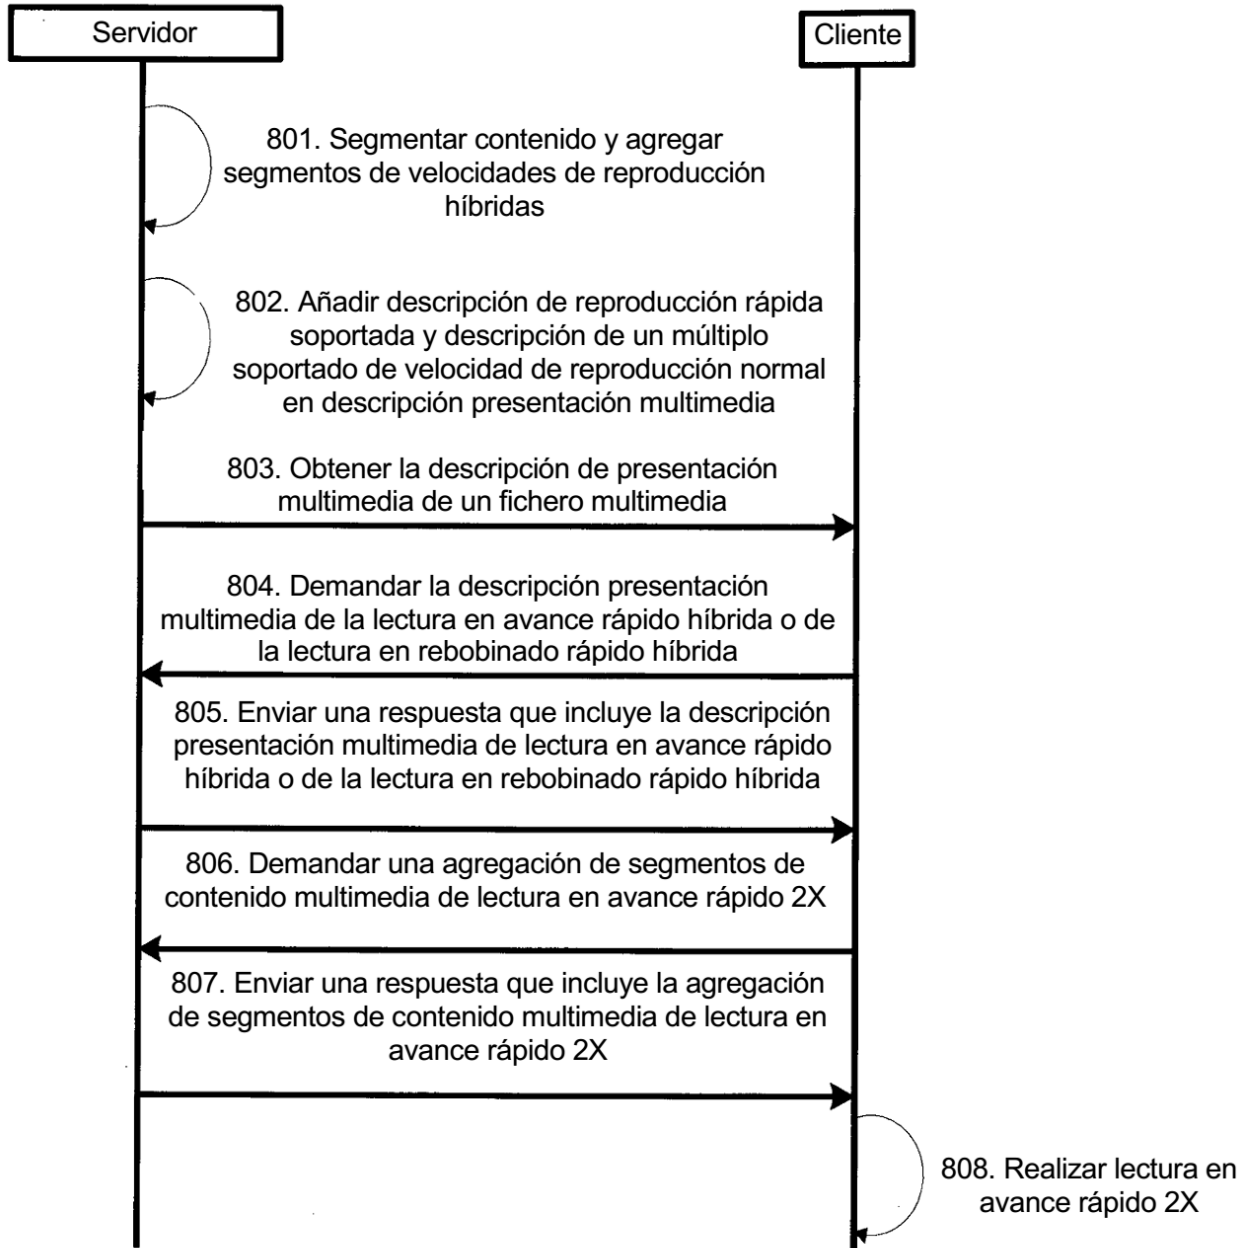 Servidor
Cliente
801. Segmentar contenido y agregar
segmentos de velocidades de reproducción
híbridas
802. Añadir descripción de reproducción rápida
soportada y descripción de un múltiplo
soportado de velocidad de reproducción normal
en descripción presentación multimedia
803. Obtener la descripción de presentación
multimedia de un fichero multimedia
804. Demandar la descripción presentación
multimedia de la lectura en avance rápido híbrida o de
la lectura en rebobinado rápido híbrida
805. Enviar una respuesta que incluye la descripción
presentación multimedia de lectura en avance rápido
híbrida o de la lectura en rebobinado rápido híbrida
806. Demandar una agregación de segmentos de
contenido multimedia de lectura en avance rápido 2X
807. Enviar una respuesta que incluye la agregación
de segmentos de contenido multimedia de lectura en
avance rápido 2X
808. Realizar lectura en
avance rápido 2X